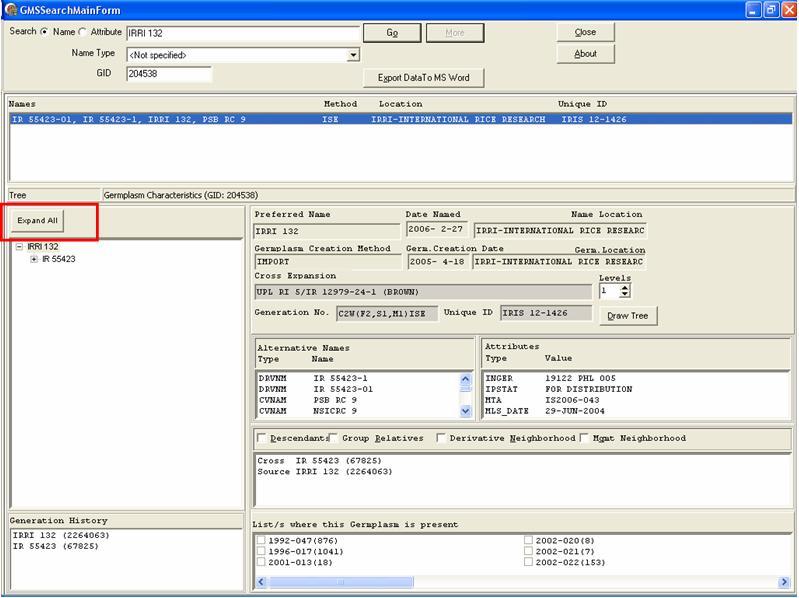 GMSSearchMainForm
Search Name Attribute IRRI 132 Go More Close
Name Type <Not specified> About
GID 204538 Export DataTo MS Word
Names Method Location Unique ID
IR 55423-01, IR 55423-1, IRRI 132, PSB RC 9 ISE IRRI-INTERNATIONAL RICE RESEARCH IRIS 12-1426
Tree Germplasm Characteristics (GID: 204538)
Expand All
IRRI 132
IR 55423
Preferred Name Date Named Name Location
IRRI 132 2006- 2-27 IRRI-INTERNATIONAL RICE RESEARC
Germplasm Creation Method Germ.Creation Date Germ.Location
IMPORT 2005- 4-18 IRRI-INTERNATIONAL RICE RESEARC
Cross Expansion Levels
UPL RI 5/IR 12979-24-1 (BROWN) 1
Generation No. C2W(F2,S1,M1)ISE Unique ID IRIS 12-1426 Draw Tree
Alternative Names
Type Name
DRVNM IR 55423-1
DRVNM IR 55423-01
CVNAM PSB RC 9
CVNAM NSICRC 9
Attributes
Type Value
INGER 19122 PHL 005
IPSTAT FOR DISTRIBUTION
MTA IS2006-043
MLS_DATE 29-JUN-2004
Descendants Group Relatives Derivative Neighborhood Mgmt Neighborhood
Cross IR 55423 (67825)
Source IRRI 132 (2264063)
Generation History
IRRI 132 (2264063)
IR 55423 (67825)
List/s where this Germplasm is present
1992-047(876) 2002-020(8)
1996-017(1041) 2002-021(7)
2001-013(18) 2002-022(153)